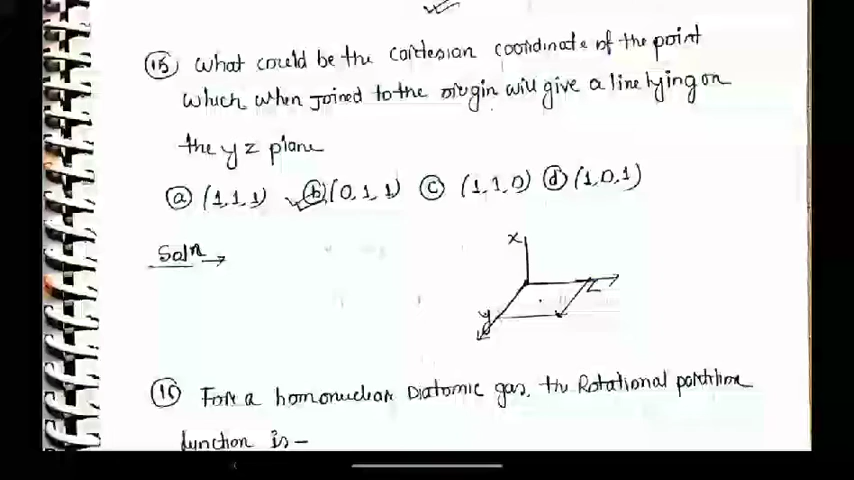 (15) What could be the cartesian coordinate of the point
which when joined to the origin will give a line lying on
the yz plane
(a) (1,1,1) (b) (0,1,1) (c) (1,1,0) (d) (1,0,1)
Soln →
x
y
z
(16) For a homonuclear Diatomic gas, the Rotational partition
function is –